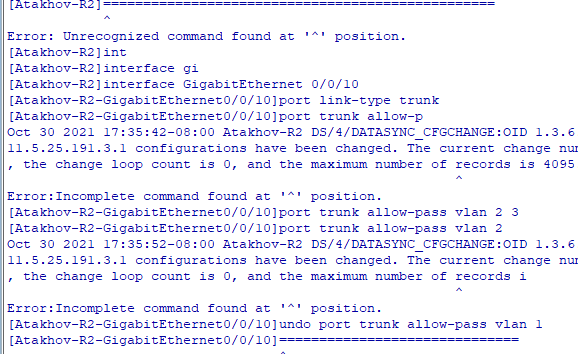 [Atakhov-R2]=================================================
^
Error: Unrecognized command found at '^' position.
[Atakhov-R2]int
[Atakhov-R2]interface gi
[Atakhov-R2]interface GigabitEthernet 0/0/10
[Atakhov-R2-GigabitEthernet0/0/10]port link-type trunk
[Atakhov-R2-GigabitEthernet0/0/10]port trunk allow-p
Oct 30 2021 17:35:42-08:00 Atakhov-R2 DS/4/DATASYNC_CFGCHANGE:OID 1.3.6
11.5.25.191.3.1 configurations have been changed. The current change num
, the change loop count is 0, and the maximum number of records is 4095
^
Error:Incomplete command found at '^' position.
[Atakhov-R2-GigabitEthernet0/0/10]port trunk allow-pass vlan 2 3
[Atakhov-R2-GigabitEthernet0/0/10]port trunk allow-pass vlan 2
Oct 30 2021 17:35:52-08:00 Atakhov-R2 DS/4/DATASYNC_CFGCHANGE:OID 1.3.6
11.5.25.191.3.1 configurations have been changed. The current change num
, the change loop count is 0, and the maximum number of records i
^
Error:Incomplete command found at '^' position.
[Atakhov-R2-GigabitEthernet0/0/10]undo port trunk allow-pass vlan 1
[Atakhov-R2-GigabitEthernet0/0/10]==============================
^